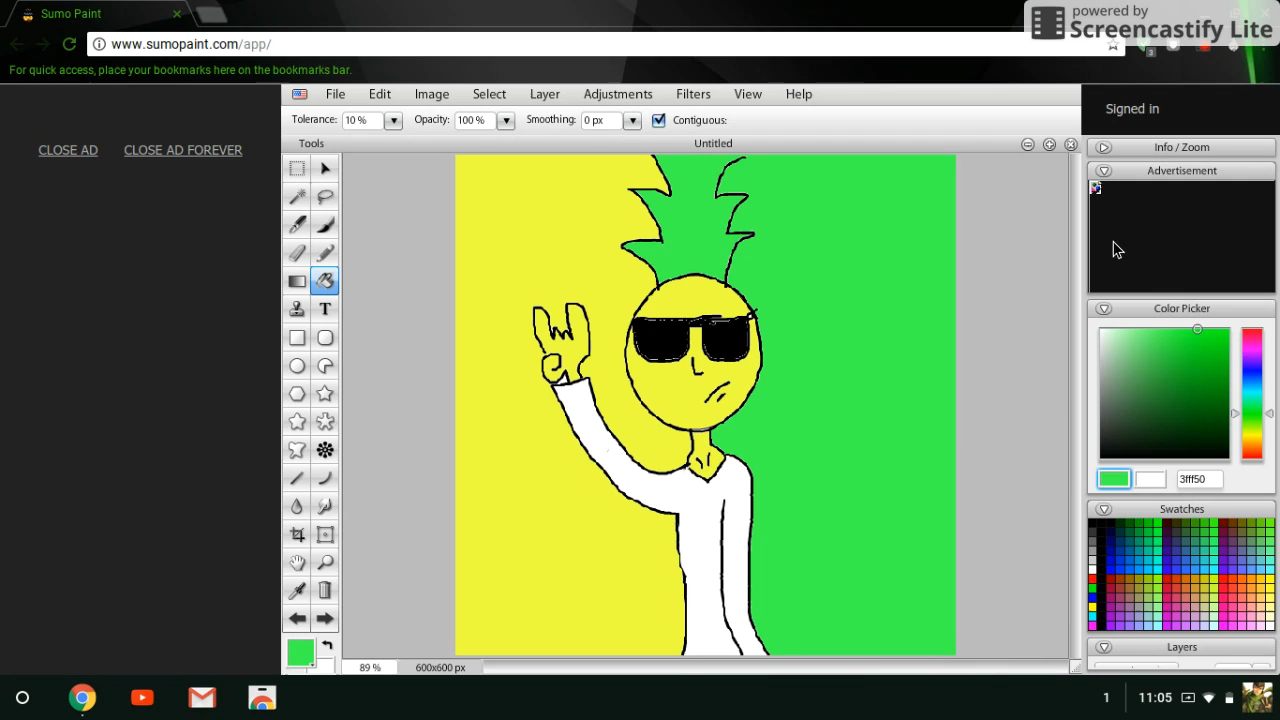 Sumo Paint
powered by
Screencastify Lite
www.sumopaint.com/app/
3
For quick access, place your bookmarks here on the bookmarks bar.
File Edit Image Select Layer Adjustments Filters View Help
Signed in
Tolerance: 10 % Opacity: 100 % Smoothing: 0 px Contiguous:
CLOSE AD CLOSE AD FOREVER
Tools
Untitled
Info / Zoom
Advertisement
T
Color Picker
3fff50
Swatches
Layers
89 % 600x600 px
1 11:05